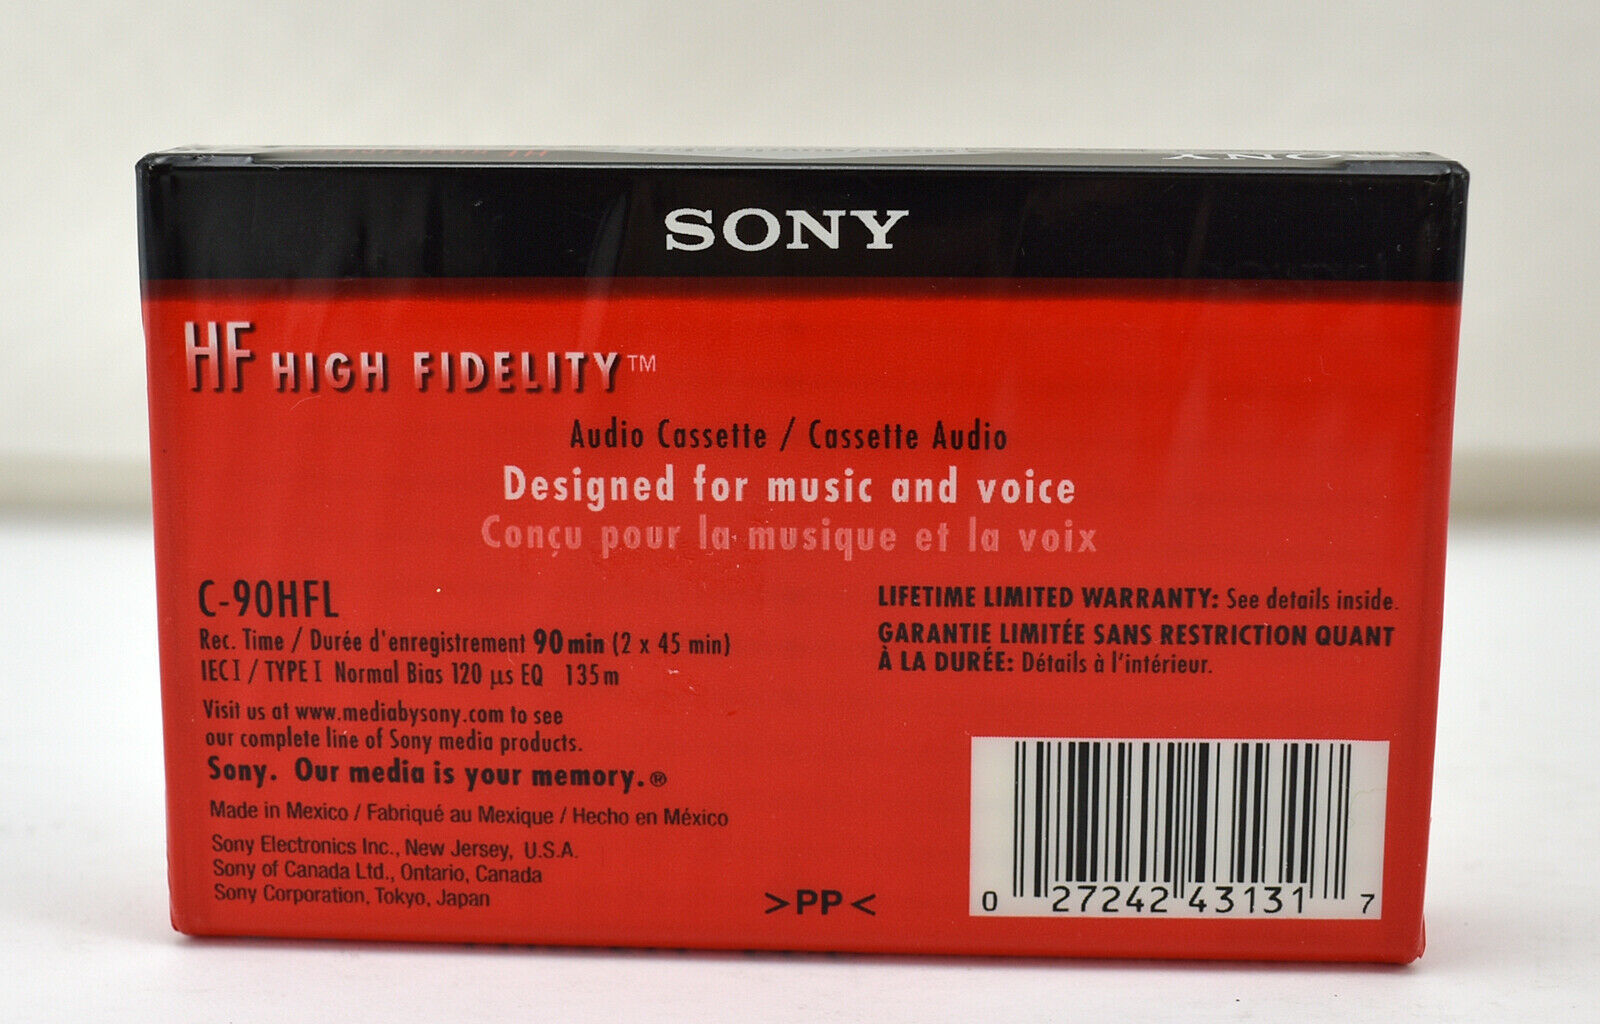 SONY
HF HIGH FIDELITY™
Audio Cassette / Cassette Audio
Designed for music and voice
Conçu pour la musique et la voix
C-90HFL
Rec. Time / Durée d'enregistrement 90 min (2 x 45 min)
IEC I / TYPE I Normal Bias 120 µs EQ 135 m
Visit us at www.mediabysony.com to see
our complete line of Sony media products.
Sony. Our media is your memory.®
Made in Mexico / Fabriqué au Mexique / Hecho en México
Sony Electronics Inc., New Jersey, U.S.A.
Sony of Canada Ltd., Ontario, Canada
Sony Corporation, Tokyo, Japan
>PP<
LIFETIME LIMITED WARRANTY: See details inside.
GARANTIE LIMITÉE SANS RESTRICTION QUANT
À LA DURÉE: Détails à l'intérieur.
0 27242 43131 7